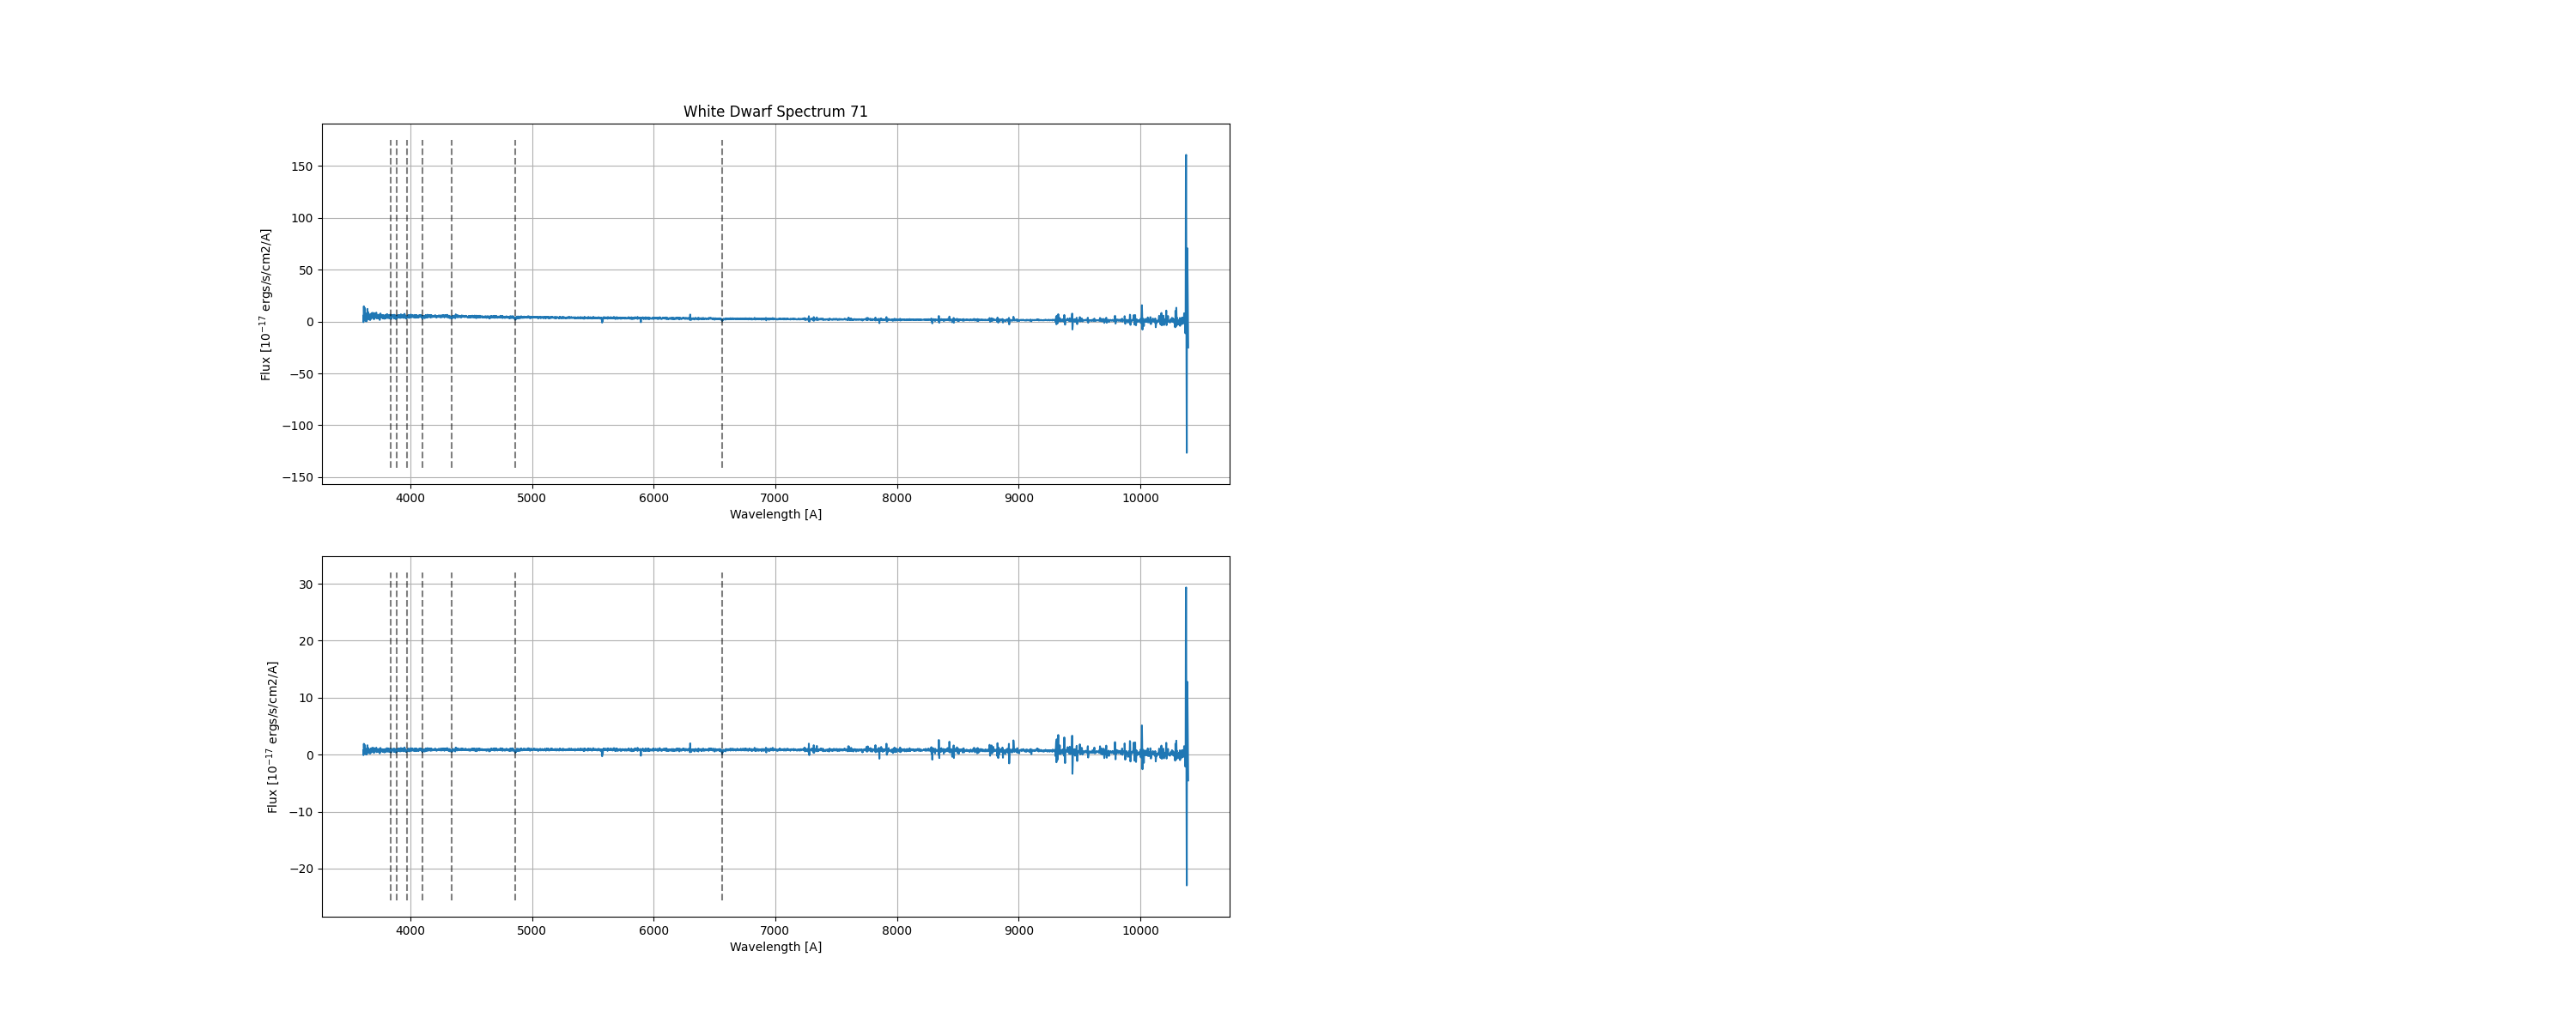 White Dwarf Spectrum 71
150
100
50
0
−50
−100
−150
Flux [10⁻¹⁷ ergs/s/cm2/A]
4000 5000 6000 7000 8000 9000 10000
Wavelength [A]
30
20
10
0
−10
−20
Flux [10⁻¹⁷ ergs/s/cm2/A]
4000 5000 6000 7000 8000 9000 10000
Wavelength [A]